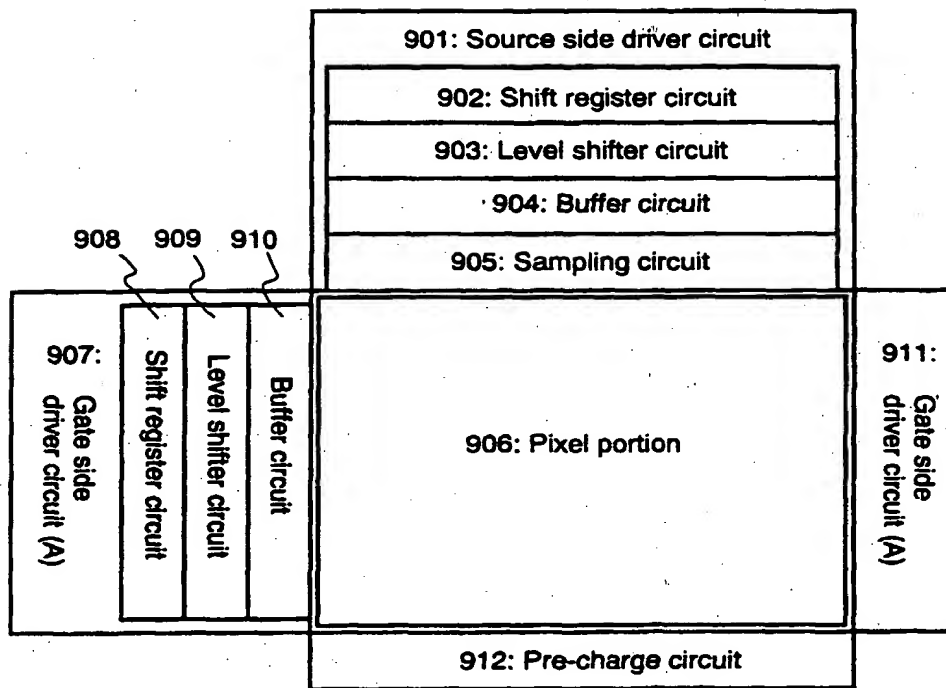 901: Source side driver circuit
902: Shift register circuit
903: Level shifter circuit
904: Buffer circuit
905: Sampling circuit
908 909 910
907:
Gate side
driver circuit (A)
Shift register circuit
Level shifter circuit
Buffer circuit
906: Pixel portion
911:
Gate side
driver circuit (A)
912: Pre-charge circuit